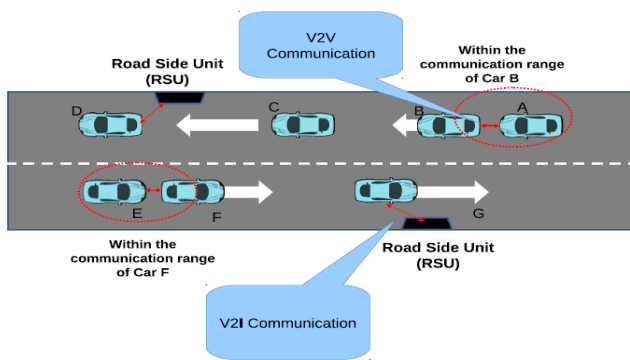 V2V
Communication
Within the
communication range
of Car B
Road Side Unit
(RSU)
D
C
B
A
E
F
G
Within the
communication range
of Car F
Road Side Unit
(RSU)
V2I Communication